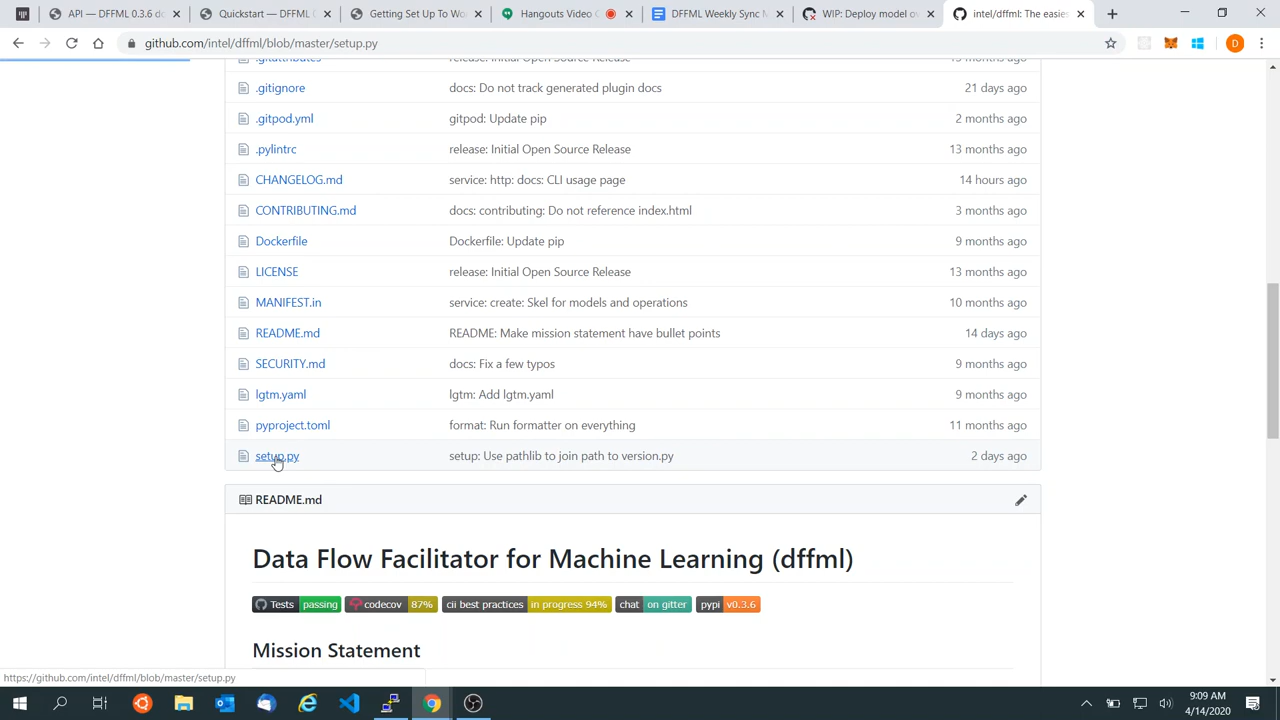 API — DFFML 0.3.6 do
Quickstart — DFFML
Getting Set Up To Wo
Hangouts Video C
DFFML Weekly Sync M
WIP: Deploy model ov
intel/dffml: The easies
github.com/intel/dffml/blob/master/setup.py
D
.gitattributes release: Initial Open Source Release 13 months ago
.gitignore docs: Do not track generated plugin docs 21 days ago
.gitpod.yml gitpod: Update pip 2 months ago
.pylintrc release: Initial Open Source Release 13 months ago
CHANGELOG.md service: http: docs: CLI usage page 14 hours ago
CONTRIBUTING.md docs: contributing: Do not reference index.html 3 months ago
Dockerfile Dockerfile: Update pip 9 months ago
LICENSE release: Initial Open Source Release 13 months ago
MANIFEST.in service: create: Skel for models and operations 10 months ago
README.md README: Make mission statement have bullet points 14 days ago
SECURITY.md docs: Fix a few typos 9 months ago
lgtm.yaml lgtm: Add lgtm.yaml 9 months ago
pyproject.toml format: Run formatter on everything 11 months ago
setup.py setup: Use pathlib to join path to version.py 2 days ago
README.md
Data Flow Facilitator for Machine Learning (dffml)
Tests passing codecov 87% cii best practices in progress 94% chat on gitter pypi v0.3.6
Mission Statement
https://github.com/intel/dffml/blob/master/setup.py
9:09 AM
4/14/2020